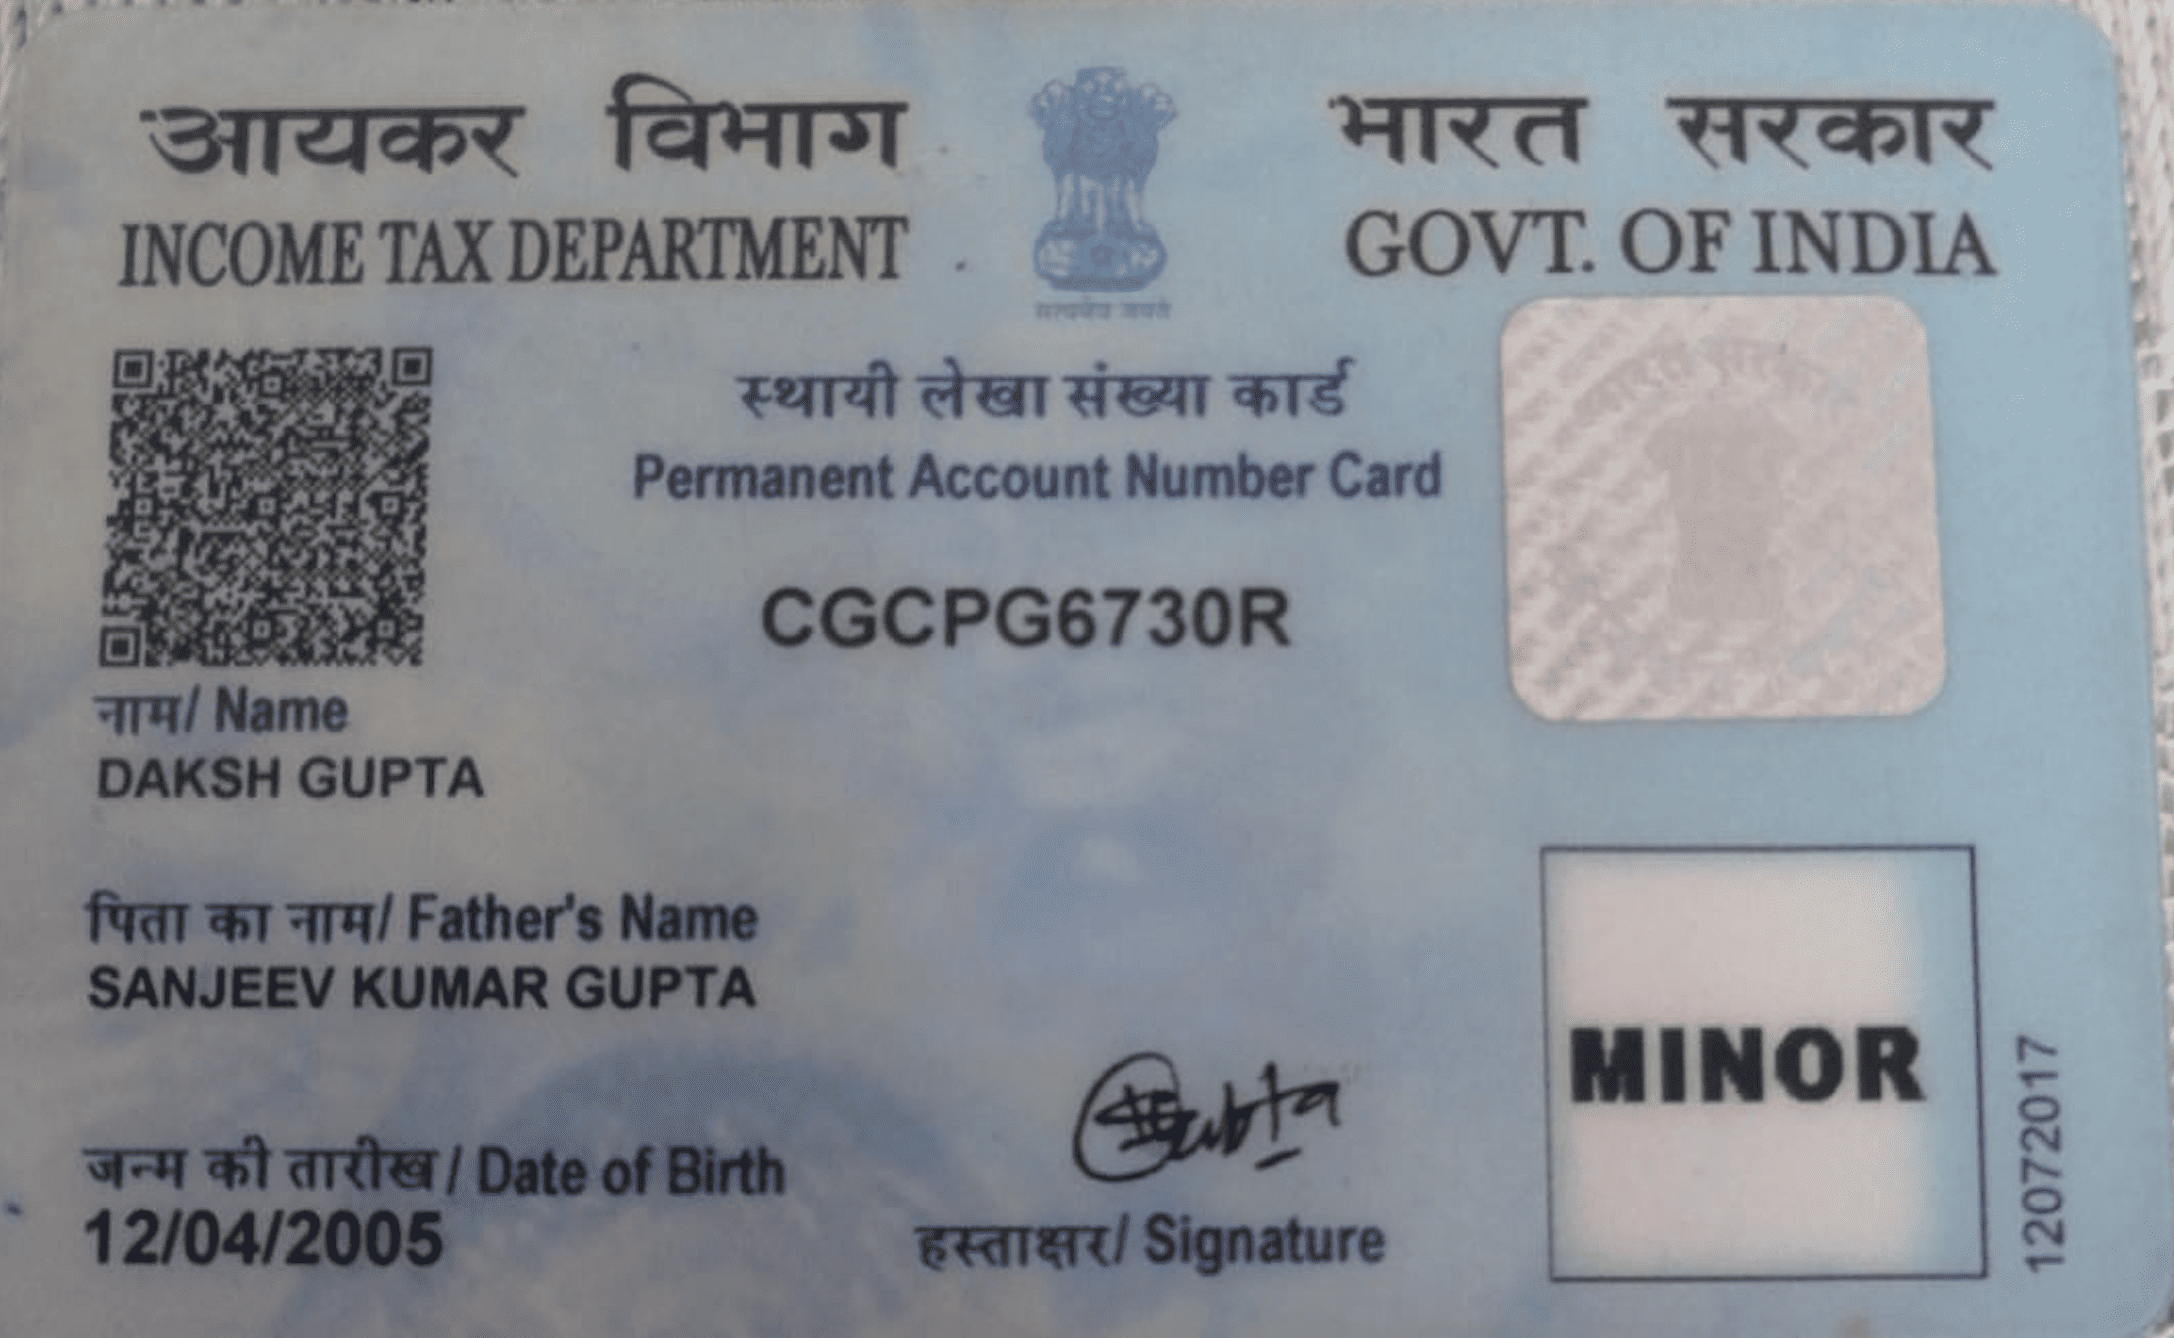 आयकर विभाग
INCOME TAX DEPARTMENT
भारत सरकार
GOVT. OF INDIA
सत्यमेव जयते
स्थायी लेखा संख्या कार्ड
Permanent Account Number Card
CGCPG6730R
भारत सरकार
नाम/ Name
DAKSH GUPTA
पिता का नाम/ Father's Name
SANJEEV KUMAR GUPTA
जन्म की तारीख/ Date of Birth
12/04/2005
Gupta
हस्ताक्षर/ Signature
MINOR
12072017